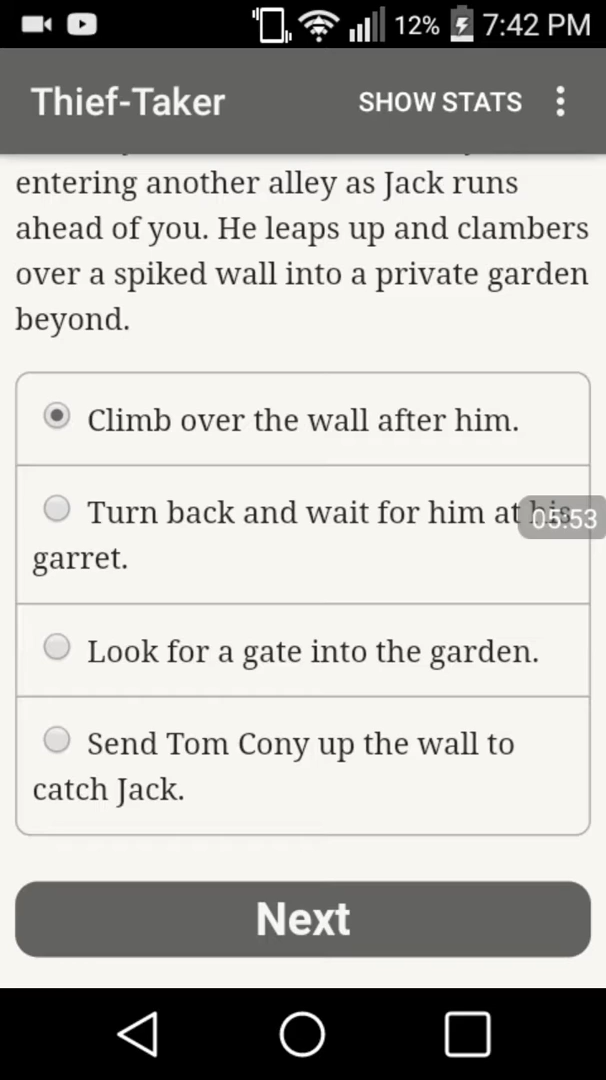 12% 7:42 PM
Thief-Taker SHOW STATS
entering another alley as Jack runs
ahead of you. He leaps up and clambers
over a spiked wall into a private garden
beyond.
Climb over the wall after him.
Turn back and wait for him at his
05:53
garret.
Look for a gate into the garden.
Send Tom Cony up the wall to
catch Jack.
Next